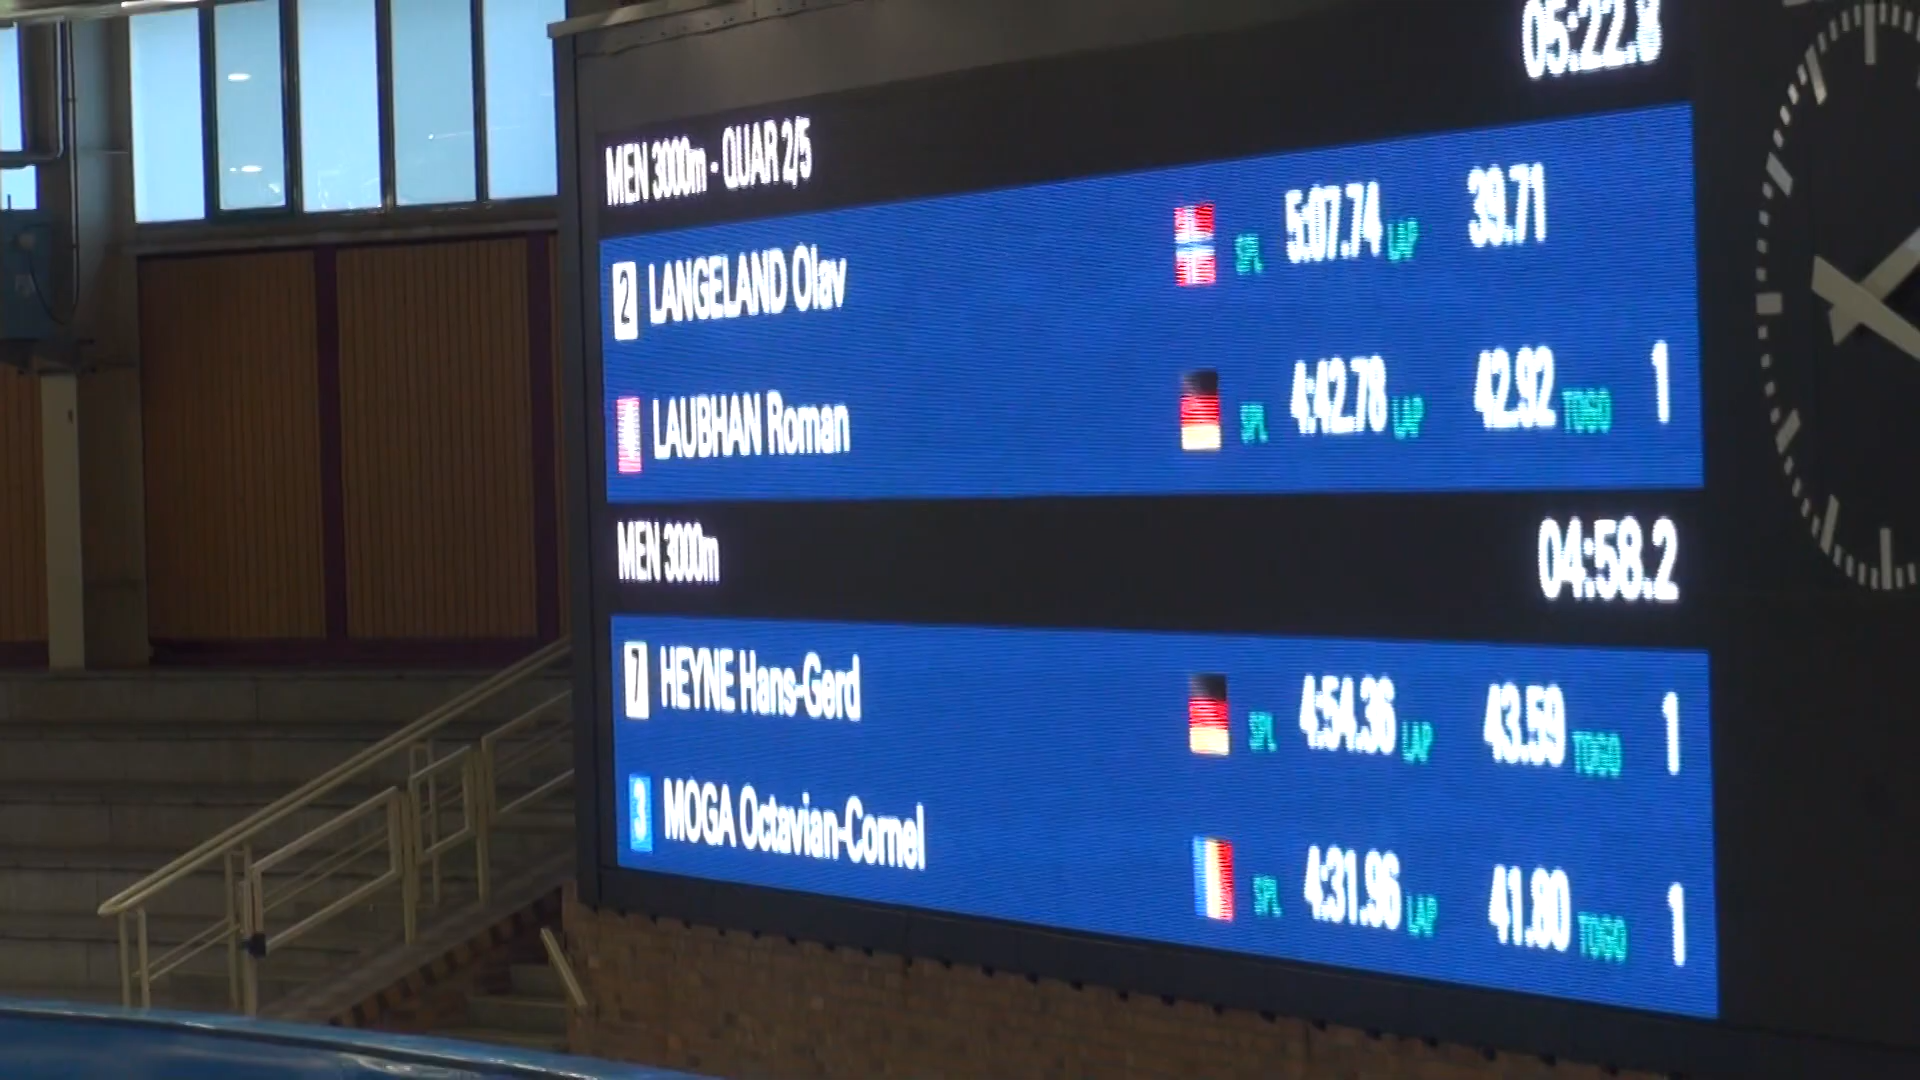 05:22.8
MEN 3000m - QUAR 2/5
2 LANGELAND Olav SPL 5:07.74 LAP 39.71
4 LAUBHAN Roman SPL 4:42.78 LAP 42.92 TOGO 1
MEN 3000m 04:58.2
7 HEYNE Hans-Gerd SPL 4:54.36 LAP 43.59 TOGO 1
3 MOGA Octavian-Cornel SPL 4:31.96 LAP 41.80 TOGO 1